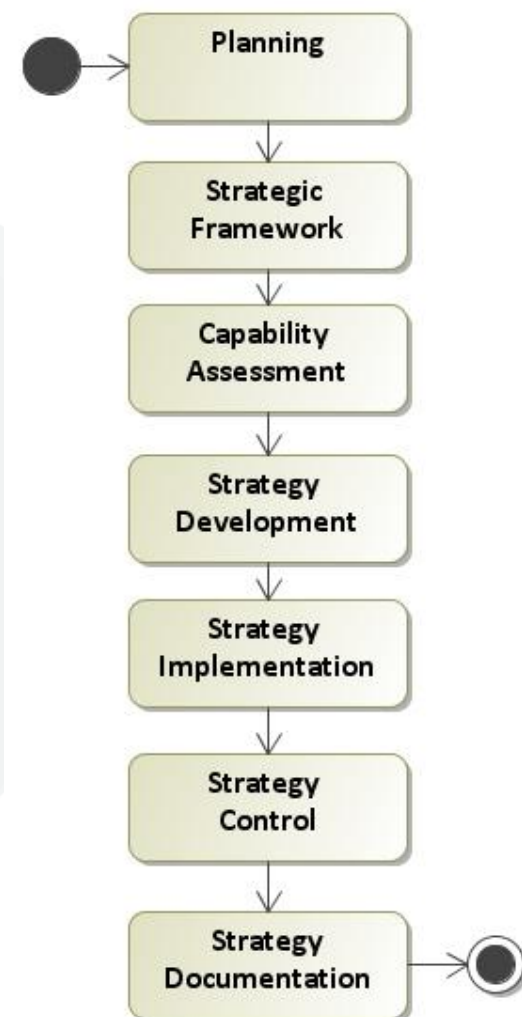 Planning
Strategic
Framework
Capability
Assessment
Strategy
Development
Strategy
Implementation
Strategy
Control
Strategy
Documentation